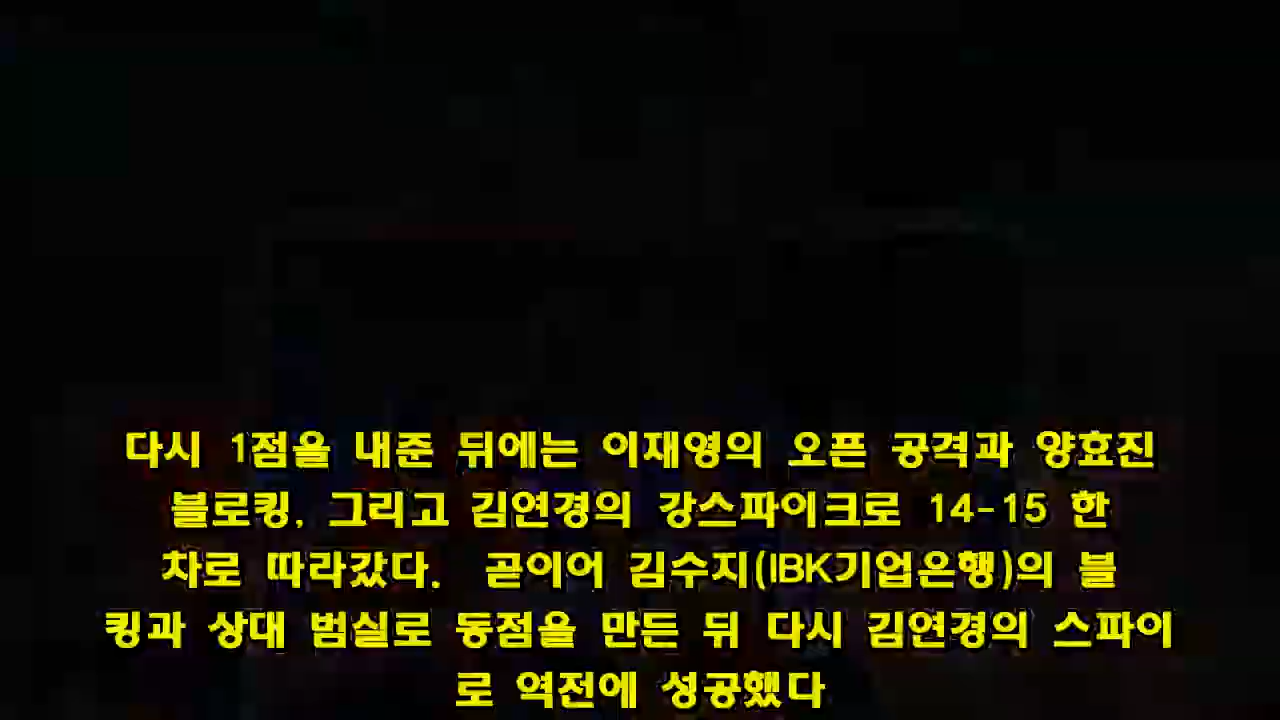 다시 1점을 내준 뒤에는 이재영의 오픈 공격과 양효진
블로킹, 그리고 김연경의 강스파이크로 14-15 한
차로 따라갔다. 곧이어 김수지(IBK기업은행)의 블
킹과 상대 범실로 동점을 만든 뒤 다시 김연경의 스파이
로 역전에 성공했다